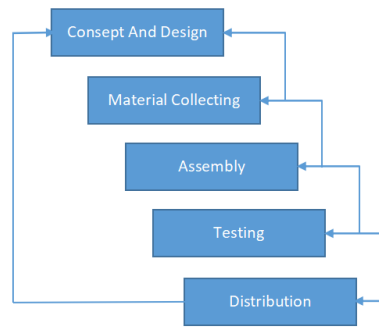 Consept And Design
Material Collecting
Assembly
Testing
Distribution